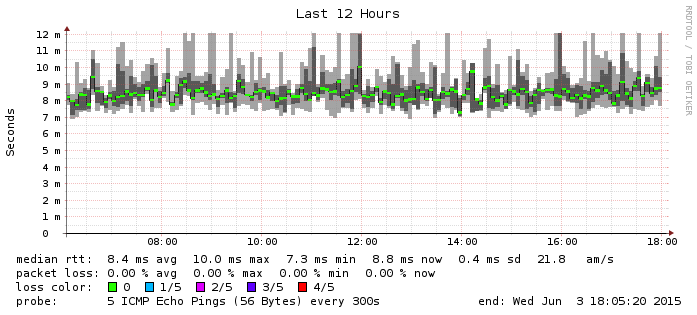 Last 12 Hours
RRDTOOL / TOBI OETIKER
Seconds
12 m
11 m
10 m
9 m
8 m
7 m
6 m
5 m
4 m
3 m
2 m
1 m
0
08:00 10:00 12:00 14:00 16:00 18:00
median rtt: 8.4 ms avg 10.0 ms max 7.3 ms min 8.8 ms now 0.4 ms sd 21.8 am/s
packet loss: 0.00 % avg 0.00 % max 0.00 % min 0.00 % now
loss color: 0 1/5 2/5 3/5 4/5
probe: 5 ICMP Echo Pings (56 Bytes) every 300s end: Wed Jun 3 18:05:20 2015